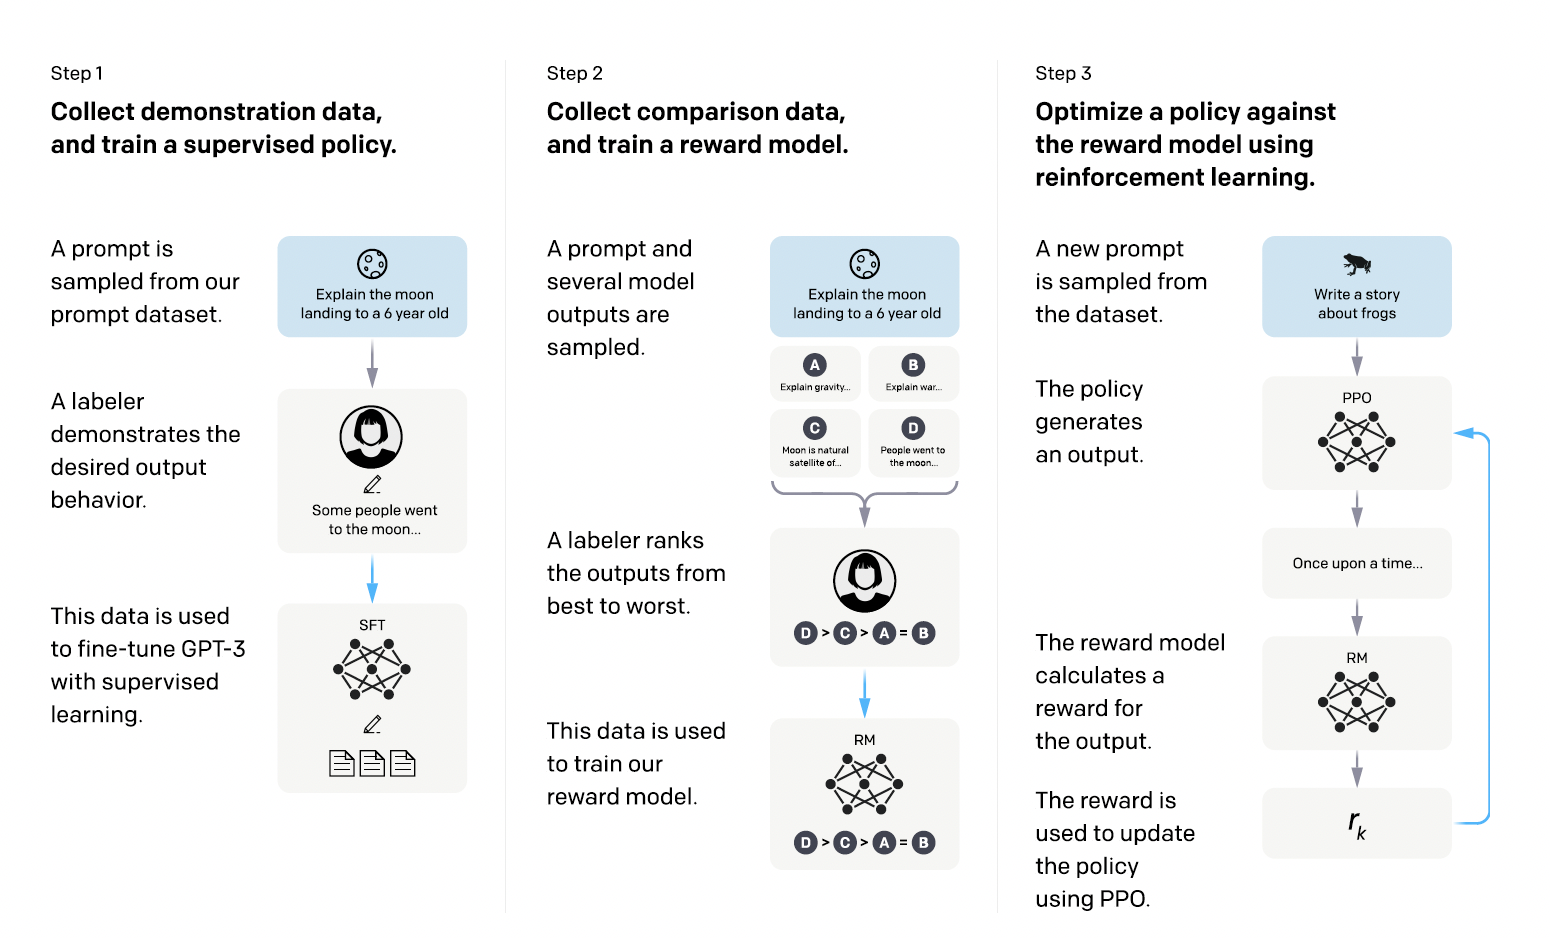 Step 1
Collect demonstration data,
and train a supervised policy.
A prompt is
sampled from our
prompt dataset.
Explain the moon
landing to a 6 year old
A labeler
demonstrates the
desired output
behavior.
Some people went
to the moon...
This data is used
to fine-tune GPT-3
with supervised
learning.
SFT
Step 2
Collect comparison data,
and train a reward model.
A prompt and
several model
outputs are
sampled.
Explain the moon
landing to a 6 year old
A
Explain gravity...
B
Explain war...
C
Moon is natural
satellite of...
D
People went to
the moon...
A labeler ranks
the outputs from
best to worst.
D > C > A = B
This data is used
to train our
reward model.
RM
D > C > A = B
Step 3
Optimize a policy against
the reward model using
reinforcement learning.
A new prompt
is sampled from
the dataset.
Write a story
about frogs
The policy
generates
an output.
PPO
Once upon a time...
The reward model
calculates a
reward for
the output.
RM
The reward is
used to update
the policy
using PPO.
rk